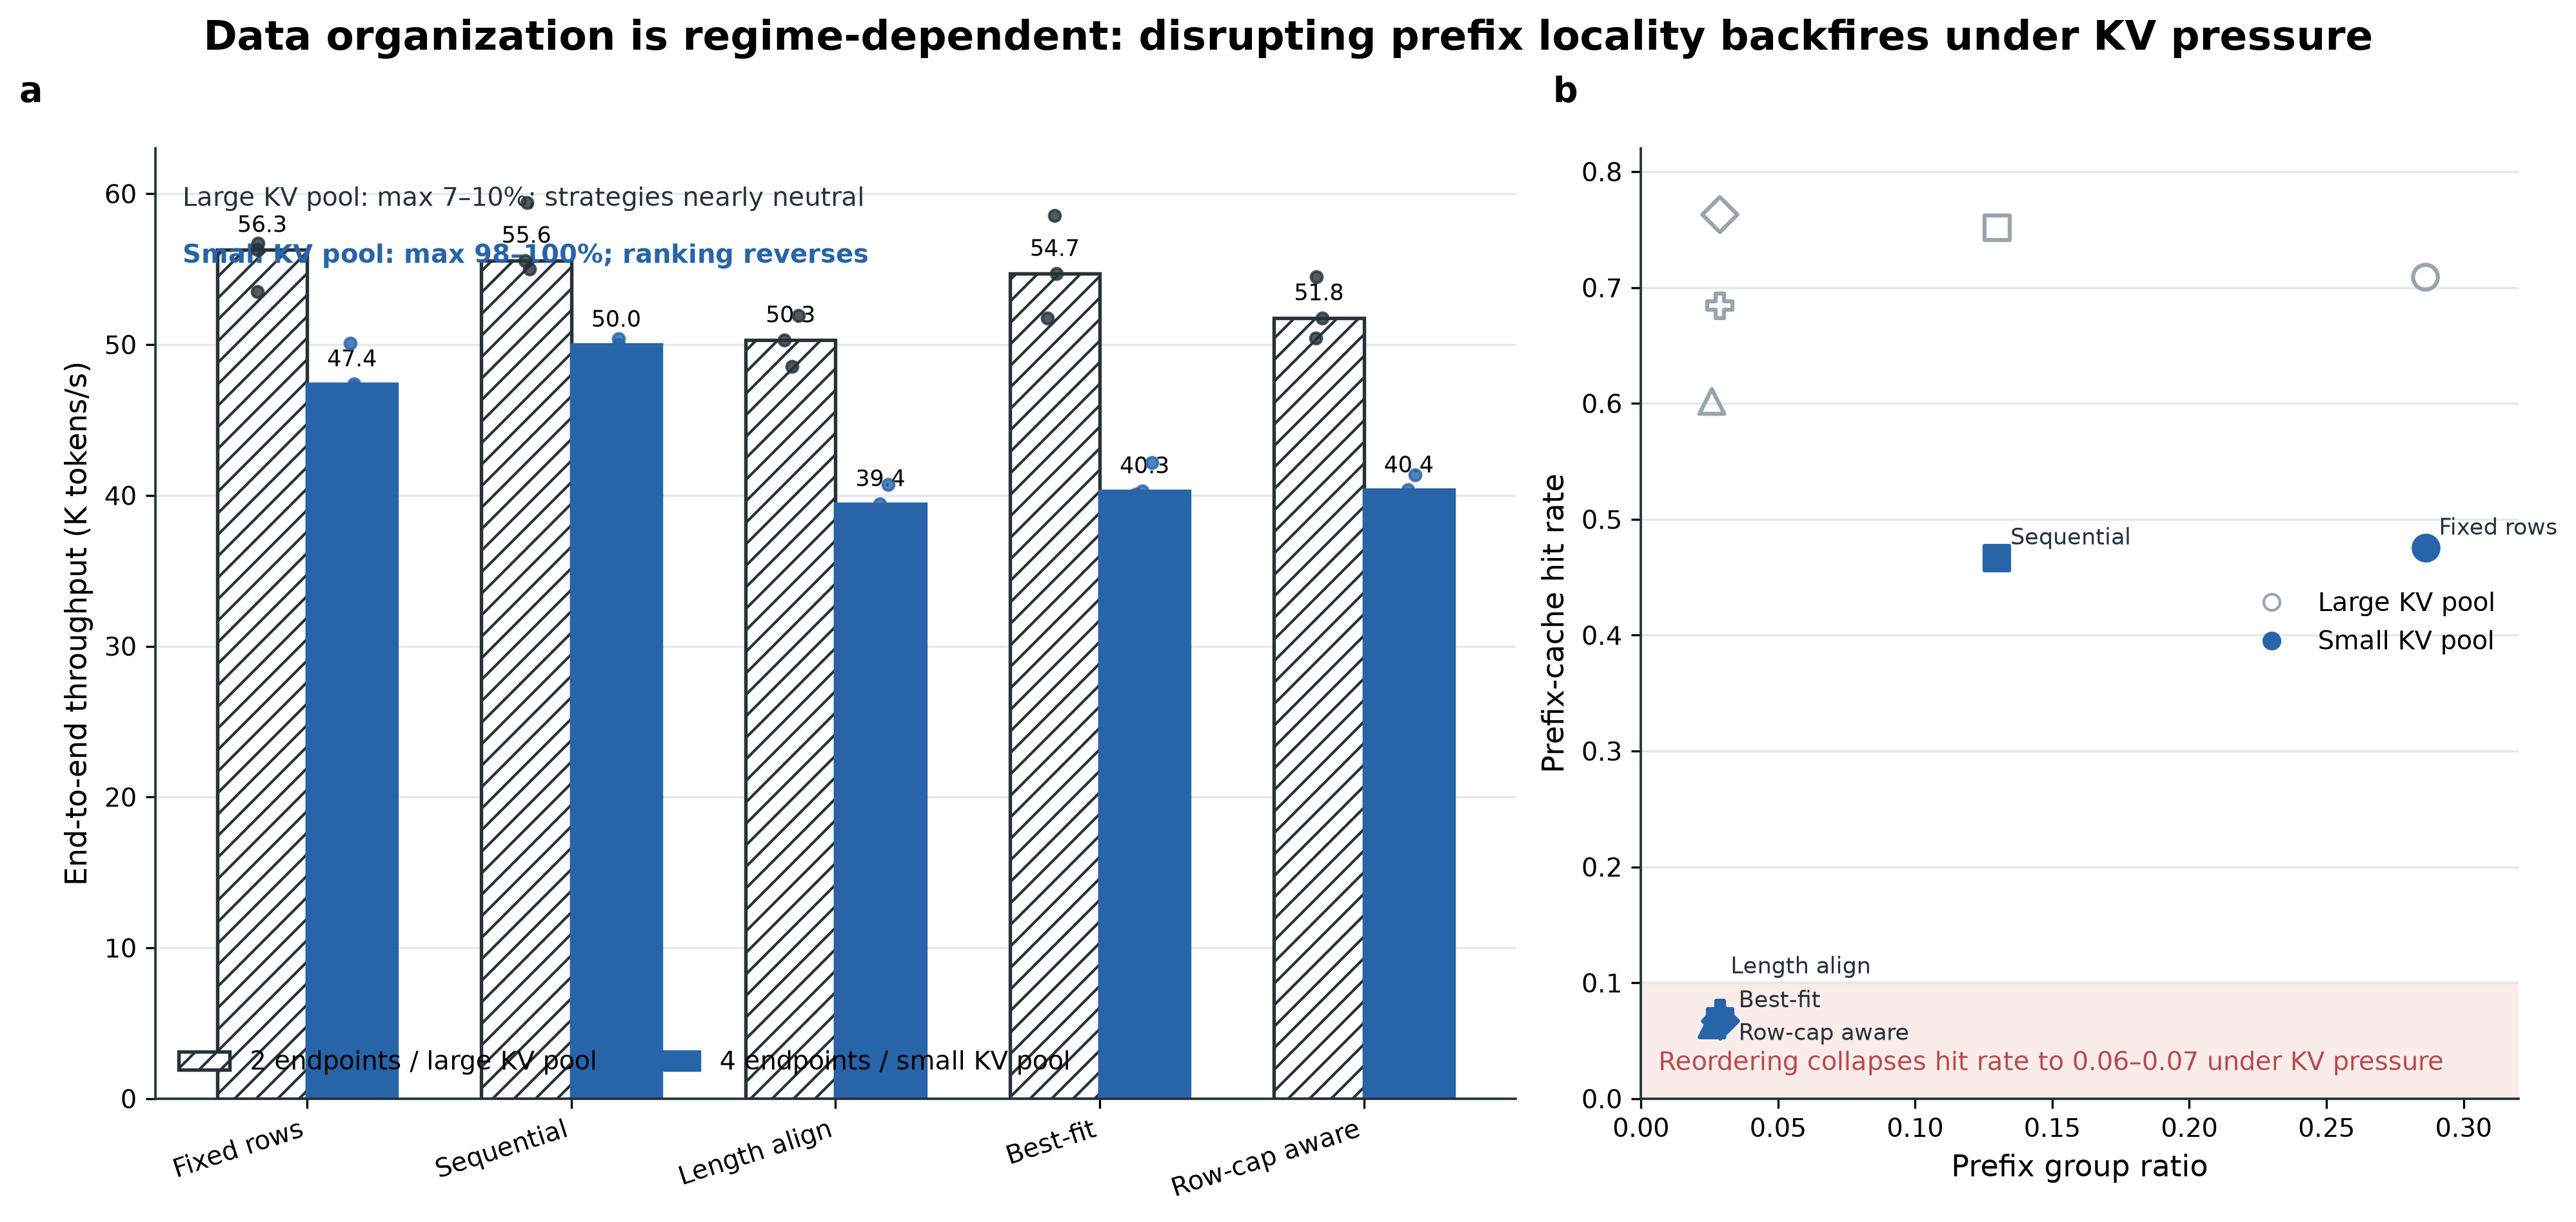 Data organization is regime-dependent: disrupting prefix locality backfires under KV pressure
a
End-to-end throughput (K tokens/s)
60
50
40
30
20
10
0
Large KV pool: max 7–10%; strategies nearly neutral
Small KV pool: max 98–100%; ranking reverses
56.3
47.4
55.6
50.0
50.3
39.4
54.7
40.3
51.8
40.4
2 endpoints / large KV pool
4 endpoints / small KV pool
Fixed rows
Sequential
Length align
Best-fit
Row-cap aware
b
Prefix-cache hit rate
0.8
0.7
0.6
0.5
0.4
0.3
0.2
0.1
0.0
Sequential
Fixed rows
Large KV pool
Small KV pool
Length align
Best-fit
Row-cap aware
Reordering collapses hit rate to 0.06–0.07 under KV pressure
0.00
0.05
0.10
0.15
0.20
0.25
0.30
Prefix group ratio